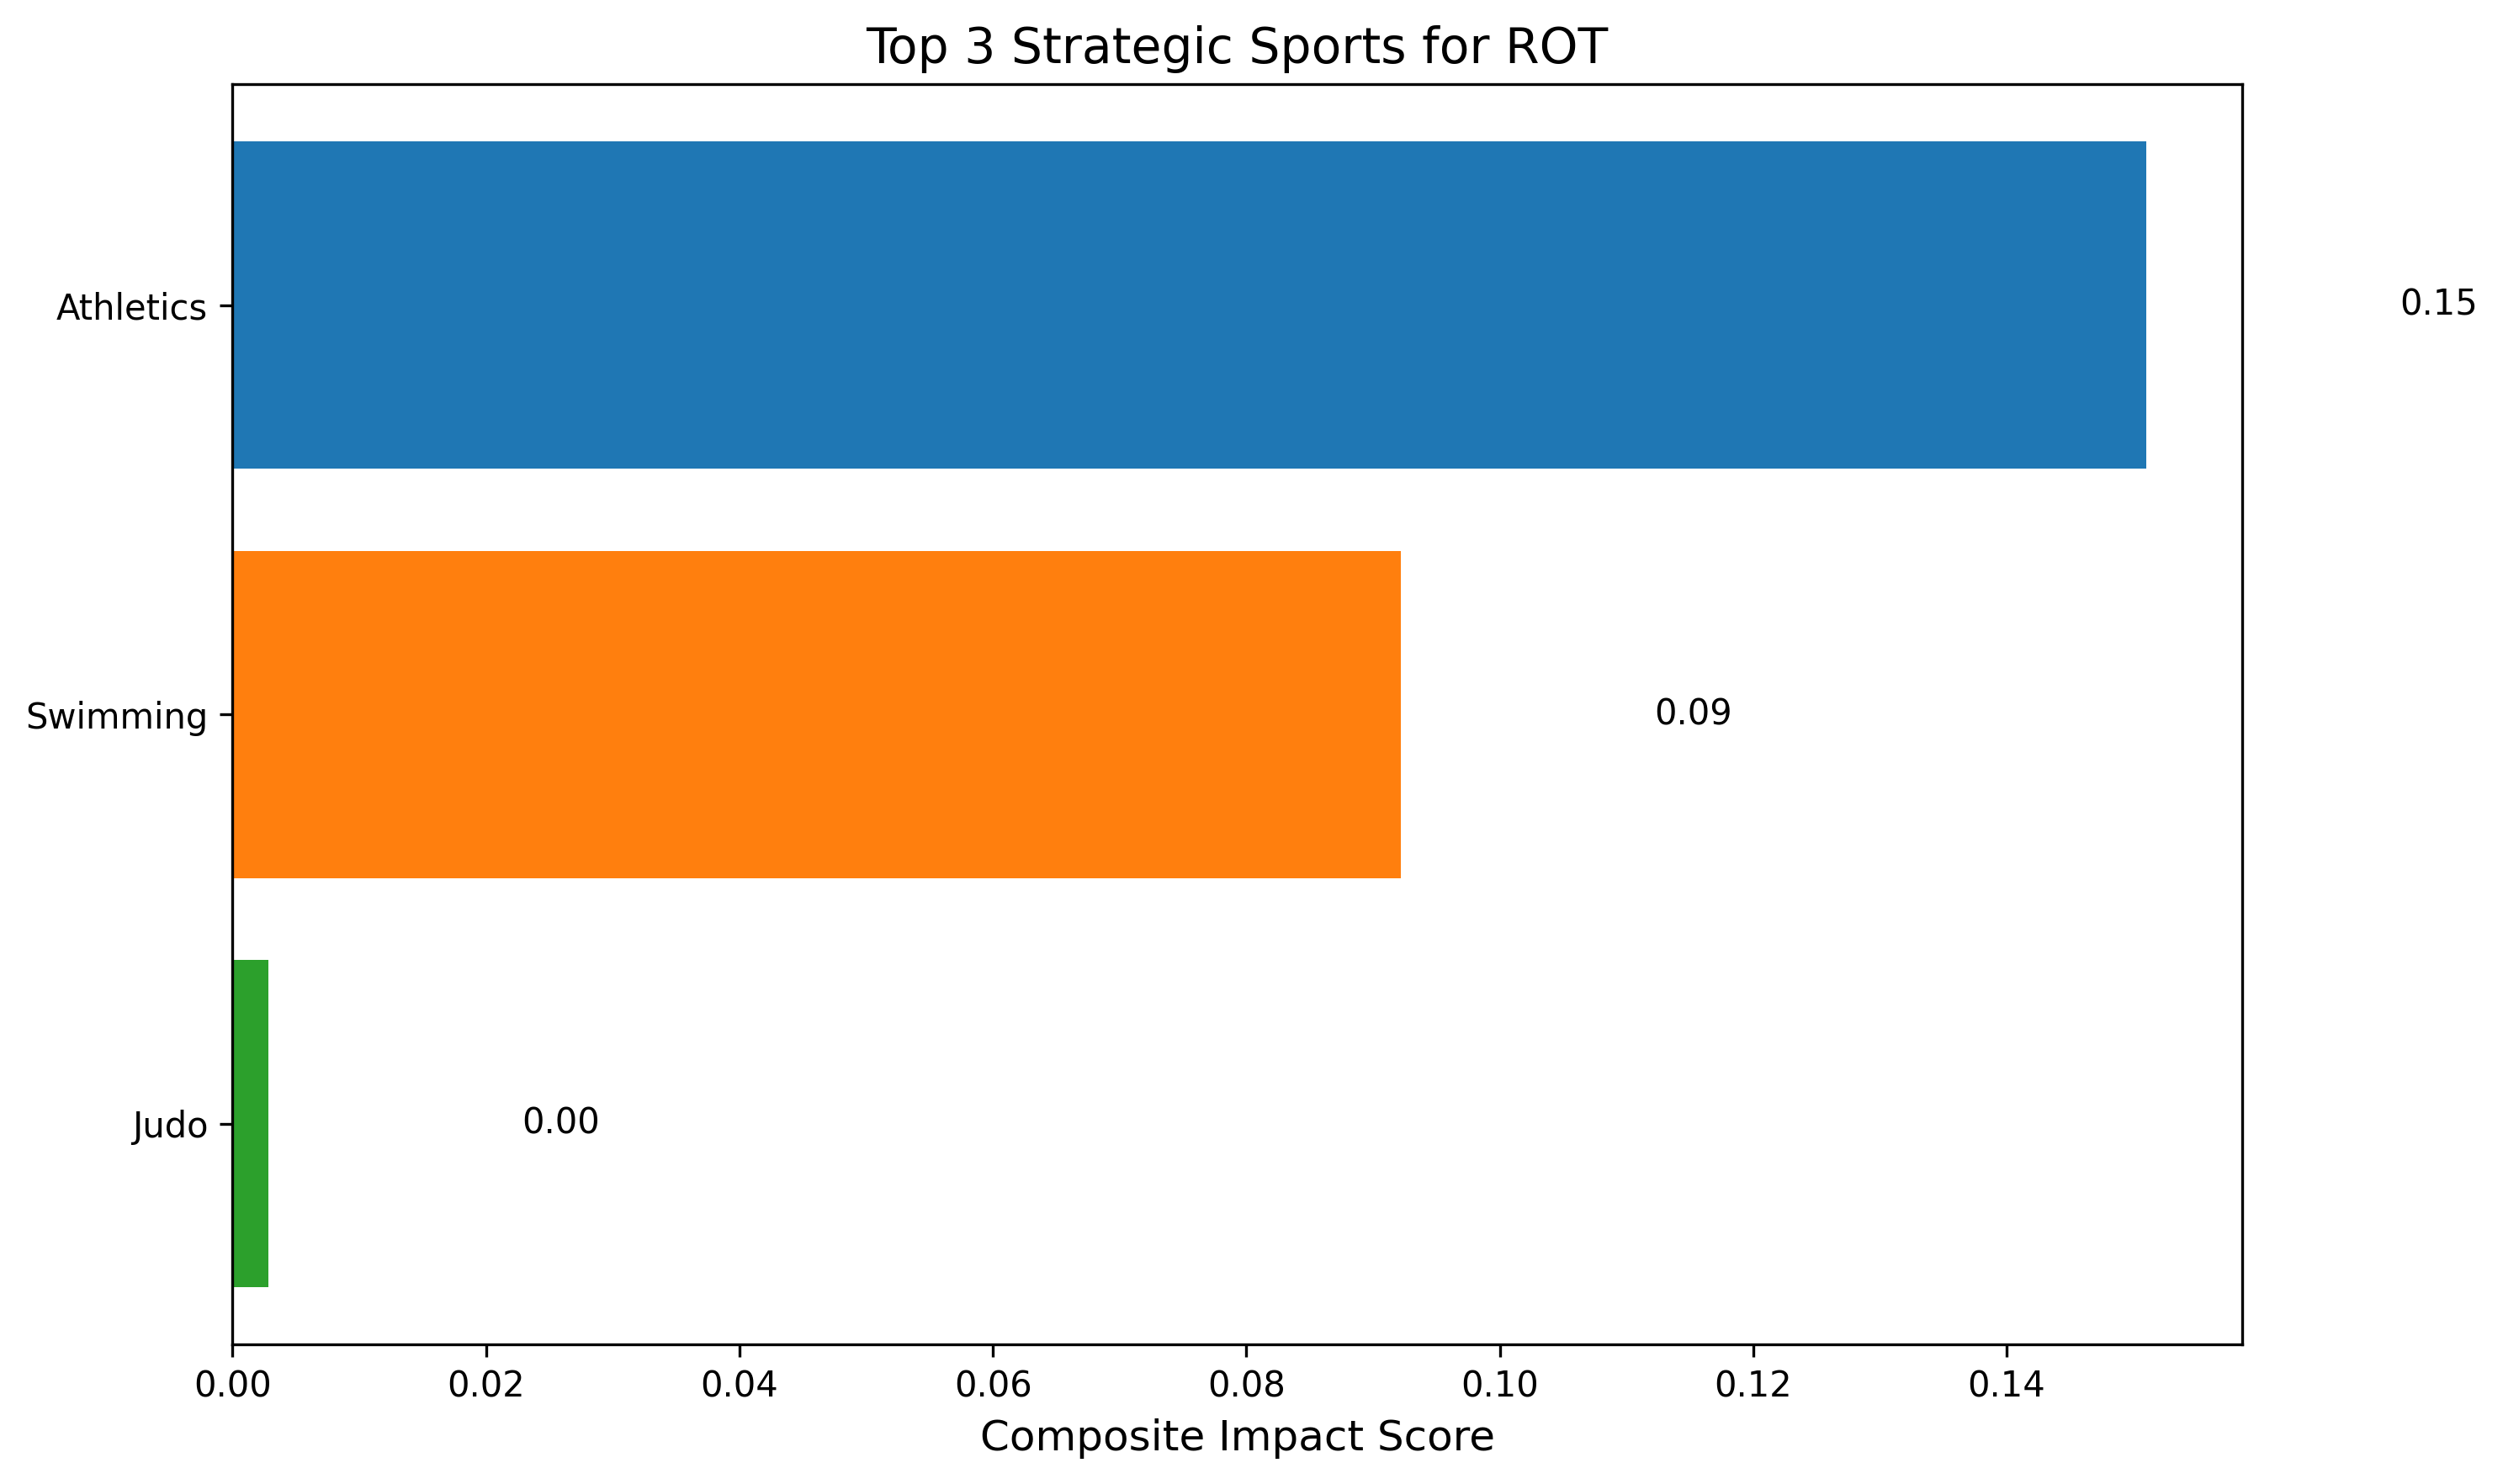 Top 3 Strategic Sports for ROT
Athletics
0.15
Swimming
0.09
Judo
0.00
0.00 0.02 0.04 0.06 0.08 0.10 0.12 0.14
Composite Impact Score